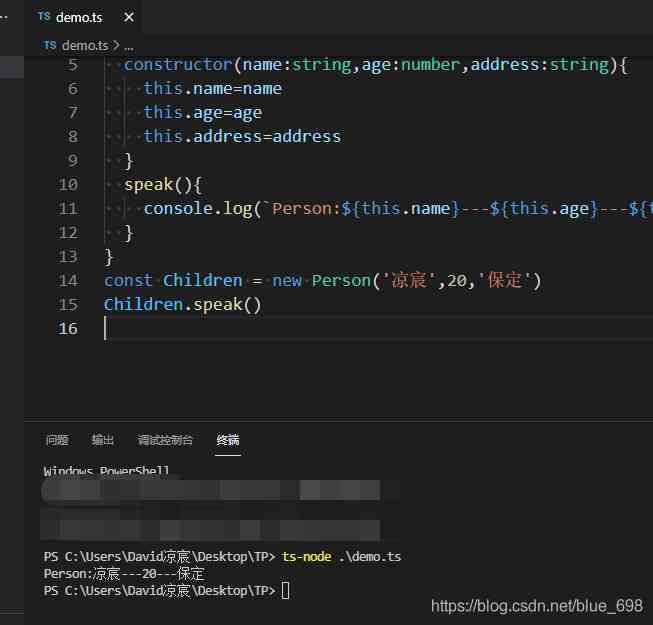 TS demo.ts ×
TS demo.ts > ...
5 constructor(name:string,age:number,address:string){
6 this.name=name
7 this.age=age
8 this.address=address
9 }
10 speak(){
11 console.log(`Person:${this.name}---${this.age}---${t
12 }
13 }
14 const Children = new Person('凉宸',20,'保定')
15 Children.speak()
16
问题 输出 调试控制台 终端
Windows PowerShell
PS C:\Users\David凉宸\Desktop\TP> ts-node .\demo.ts
Person:凉宸---20---保定
PS C:\Users\David凉宸\Desktop\TP>
https://blog.csdn.net/blue_698